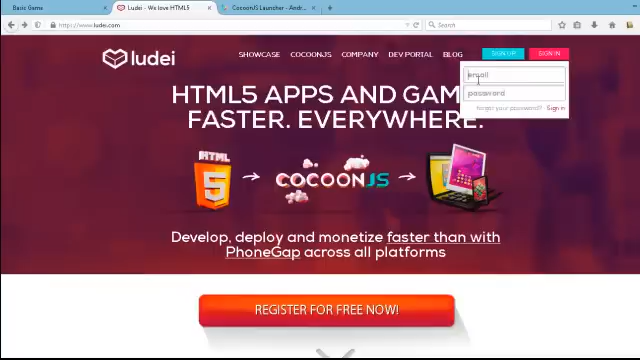 Basic Game
Ludei - We love HTML5
CocoonJS Launcher - Andr...
http://www.ludei.com
Search
ludei
SHOWCASE COCOONJS COMPANY DEV PORTAL BLOG SIGN UP SIGN IN
email
password
forgot your password? Sign in
HTML5 APPS AND GAM
FASTER. EVERYWHERE.
HTML
5
COCOONJS
Develop, deploy and monetize faster than with
PhoneGap across all platforms
REGISTER FOR FREE NOW!